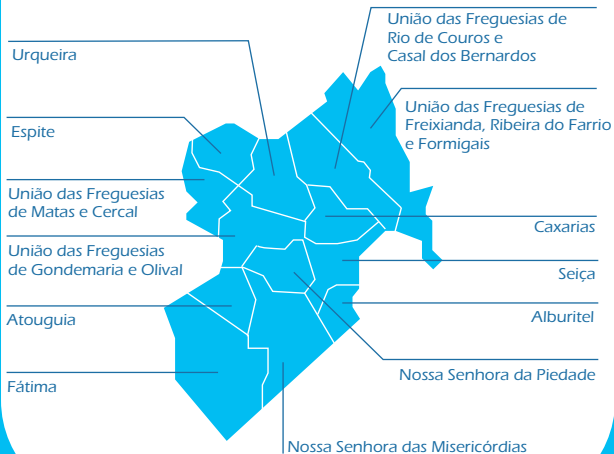 União das Freguesias de
Rio de Couros e
Casal dos Bernardos
Urqueira
União das Freguesias de
Freixianda, Ribeira do Farrio
e Formigais
Espite
União das Freguesias
de Matas e Cercal
Caxarias
União das Freguesias
de Gondemaria e Olival
Seiça
Atouguia
Alburitel
Nossa Senhora da Piedade
Fátima
Nossa Senhora das Misericórdias